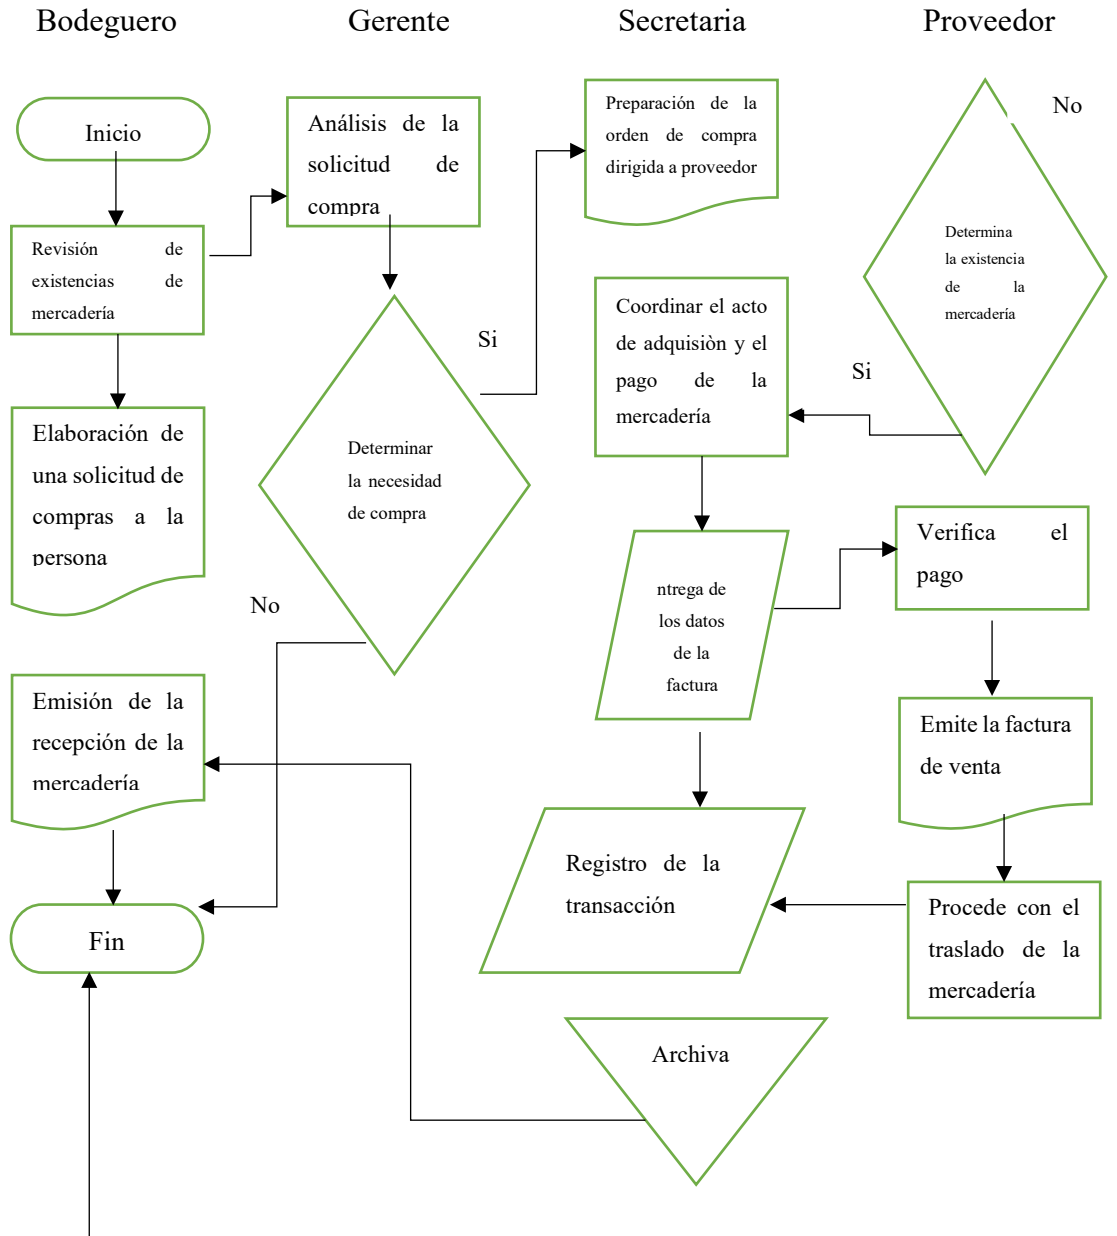 Bodeguero
Gerente
Secretaria
Proveedor
Inicio
Revisión de
existencias de
mercadería
Elaboración de
una solicitud de
compras a la
persona
Emisión de la
recepción de la
mercadería
Fin
Análisis de la
solicitud de
compra
Determinar
la necesidad
de compra
Si
No
Preparación de la
orden de compra
dirigida a proveedor
Coordinar el acto
de adquisiòn y el
pago de la
mercadería
ntrega de
los datos
de la
factura
Registro de la
transacción
Archiva
No
Determina
la existencia
de la
mercadería
Si
Verifica el
pago
Emite la factura
de venta
Procede con el
traslado de la
mercadería